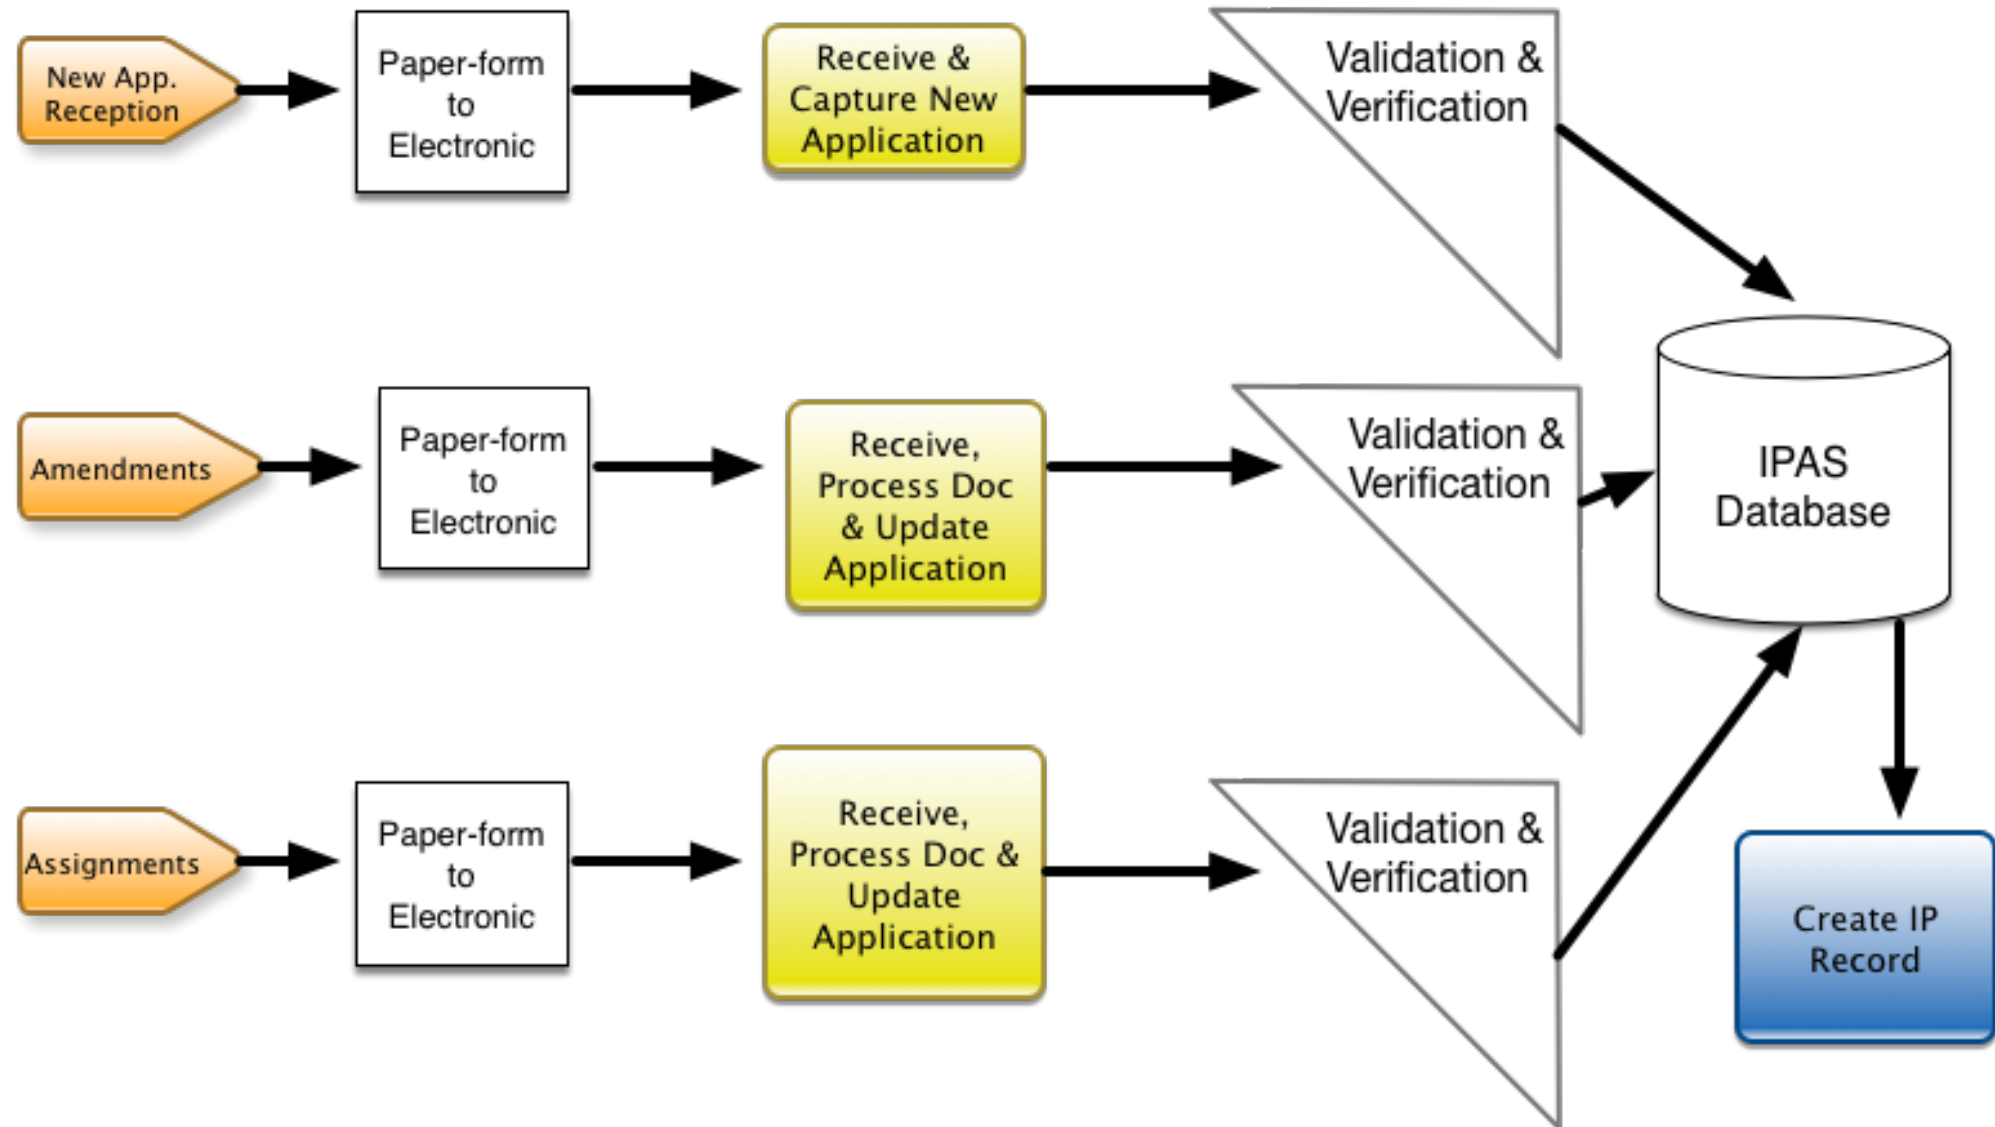 New App.
Reception
Paper-form
to
Electronic
Receive &
Capture New
Application
Validation &
Verification
Amendments
Paper-form
to
Electronic
Receive,
Process Doc
& Update
Application
Validation &
Verification
IPAS
Database
Assignments
Paper-form
to
Electronic
Receive,
Process Doc &
Update
Application
Validation &
Verification
Create IP
Record